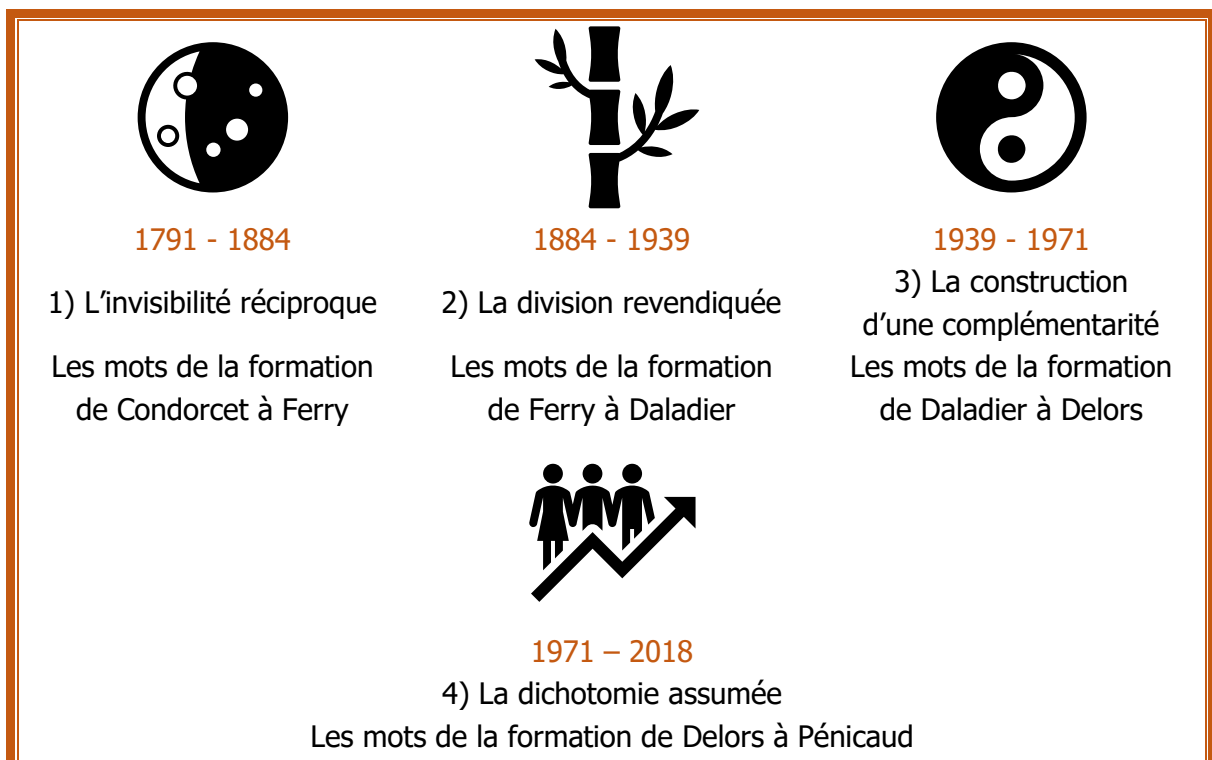 1791 - 1884
1) L’invisibilité réciproque
Les mots de la formation
de Condorcet à Ferry
1884 - 1939
2) La division revendiquée
Les mots de la formation
de Ferry à Daladier
1939 - 1971
3) La construction
d’une complémentarité
Les mots de la formation
de Daladier à Delors
1971 – 2018
4) La dichotomie assumée
Les mots de la formation de Delors à Pénicaud